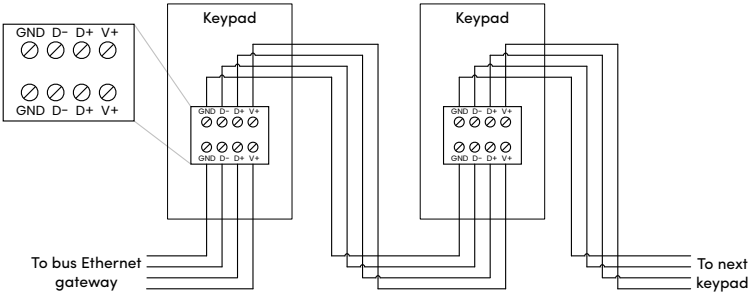 Keypad
Keypad
GND D- D+ V+
GND D- D+ V+
GND D- D+ V+
GND D- D+ V+
GND D- D+ V+
GND D- D+ V+
To bus Ethernet
gateway
To next
keypad